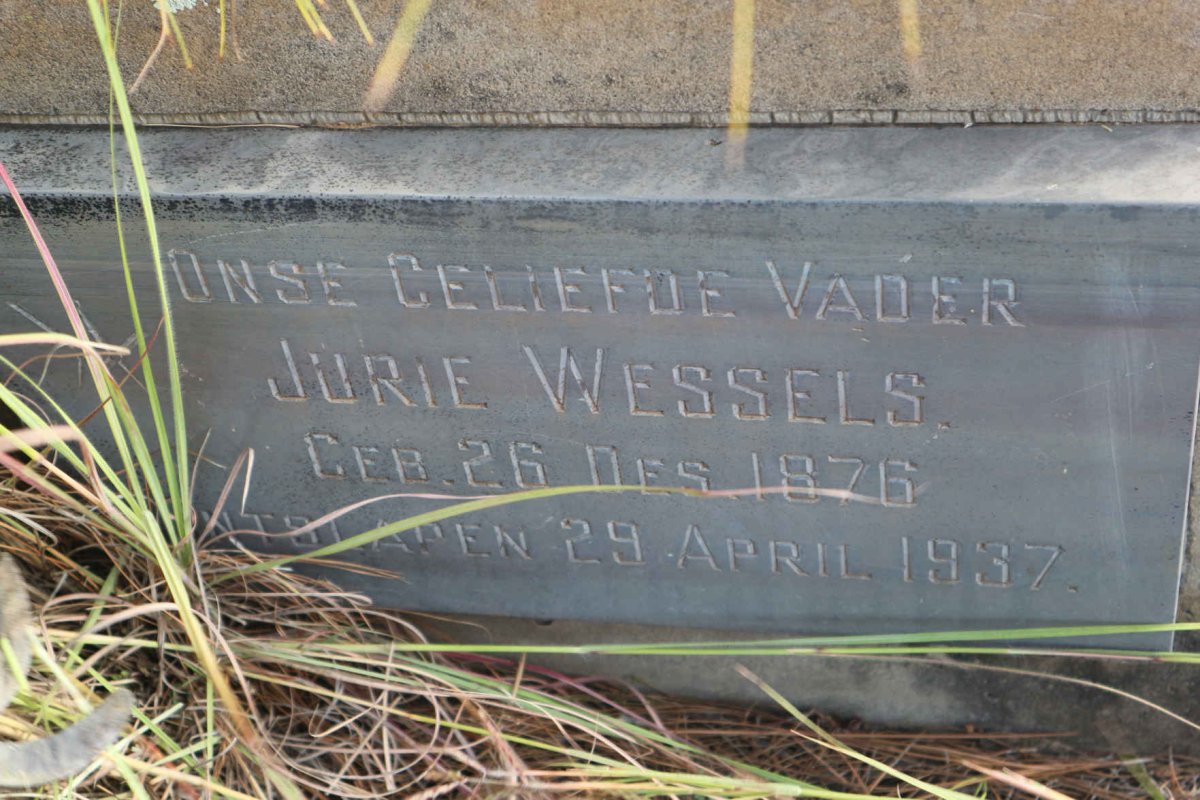 ONSE GELIEFDE VADER
JURIE WESSELS.
GEB. 26 DES. 1876
ONTSLAPEN 29 APRIL 1937.